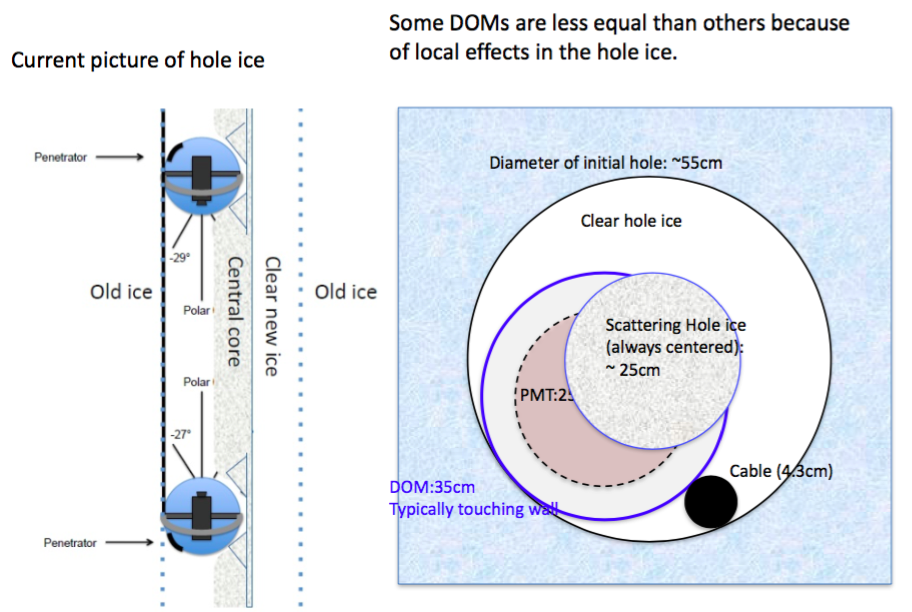 Current picture of hole ice
Some DOMs are less equal than others because
of local effects in the hole ice.
Penetrator
-29°
Old ice
Polar
Central core
Clear new ice
Old ice
Polar
-27°
Penetrator
Diameter of initial hole: ~55cm
Clear hole ice
Scattering Hole ice
(always centered):
~ 25cm
PMT:25
Cable (4.3cm)
DOM:35cm
Typically touching wall